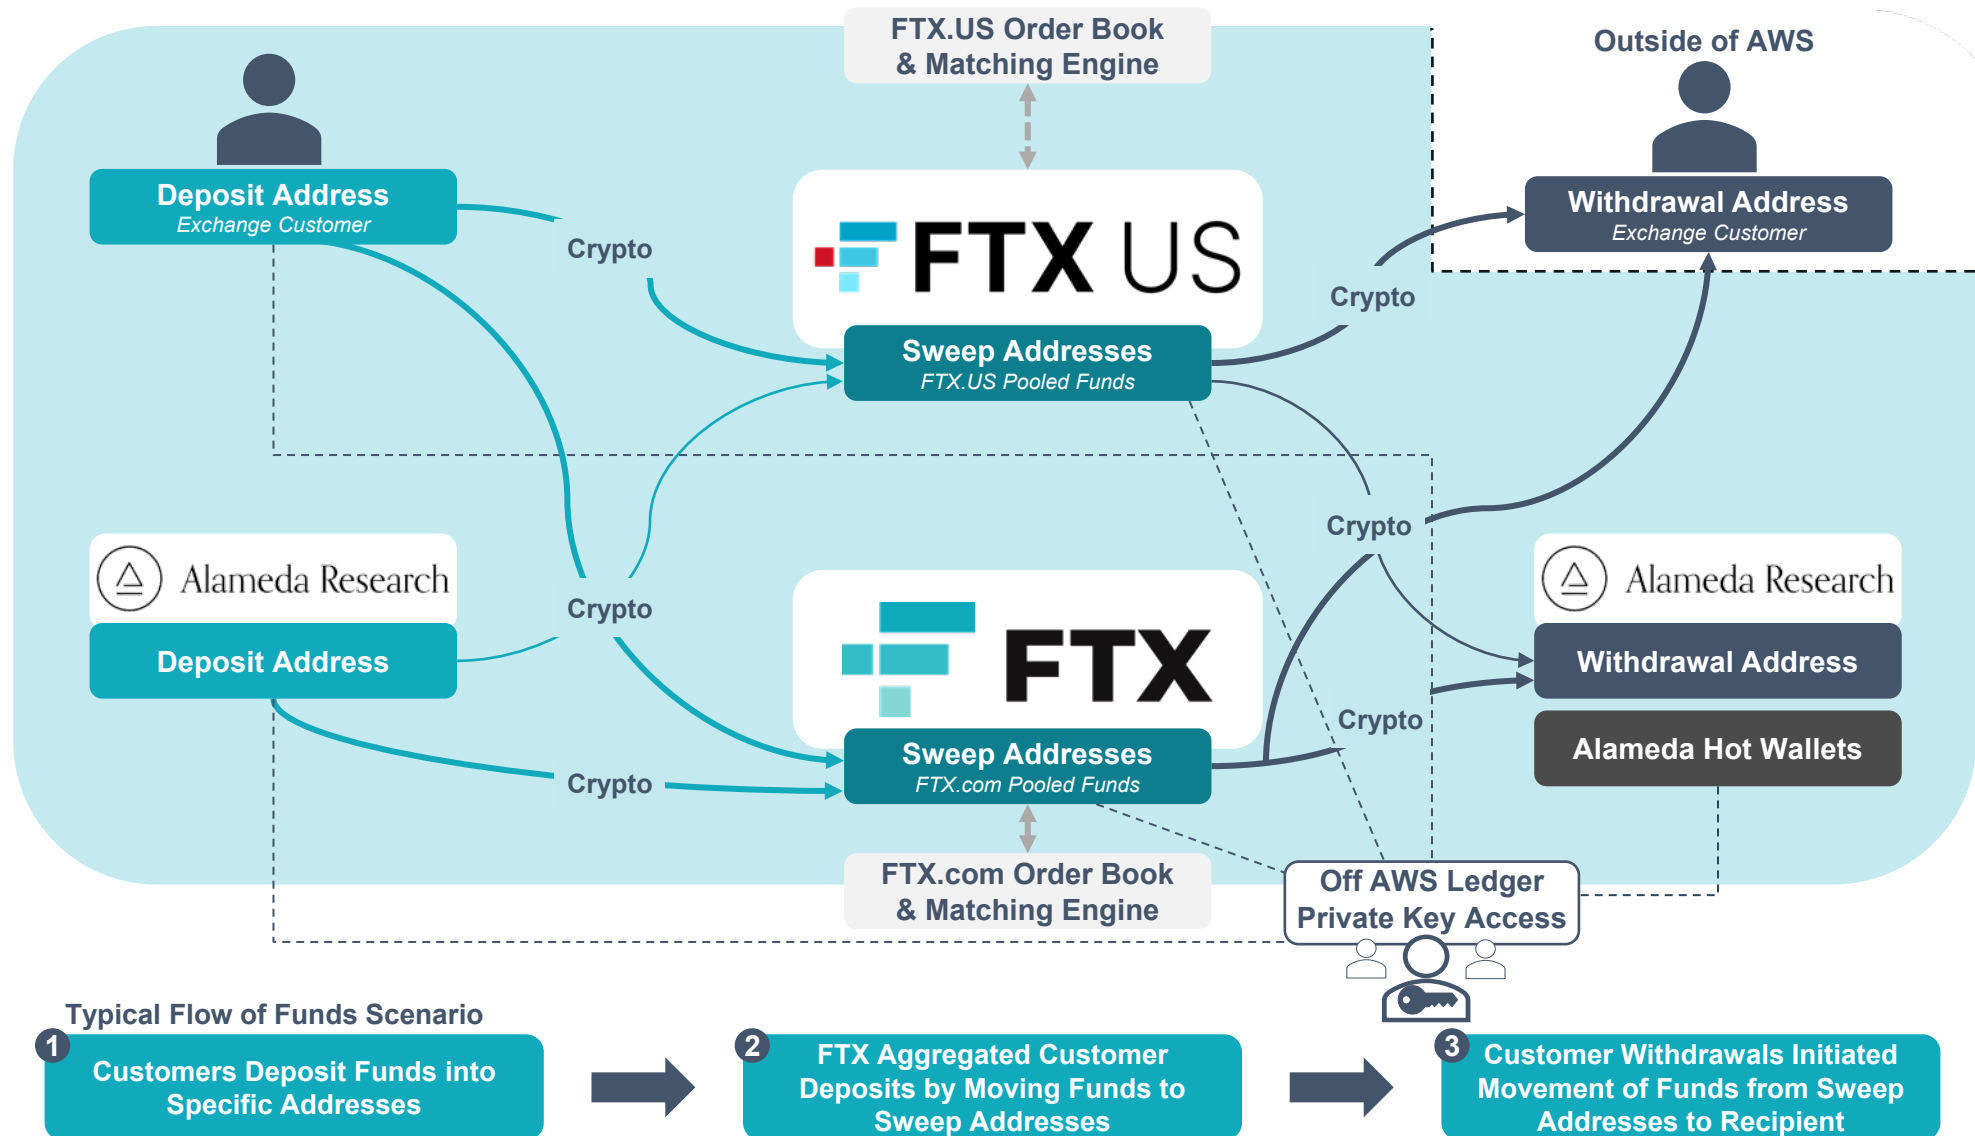 FTX.US Order Book
& Matching Engine
Outside of AWS
Deposit Address
Exchange Customer
Crypto
FTX US
Sweep Addresses
FTX.US Pooled Funds
Crypto
Withdrawal Address
Exchange Customer
Alameda Research
Deposit Address
Crypto
Crypto
FTX
Sweep Addresses
FTX.com Pooled Funds
Crypto
Crypto
Alameda Research
Withdrawal Address
Alameda Hot Wallets
FTX.com Order Book
& Matching Engine
Off AWS Ledger
Private Key Access
Typical Flow of Funds Scenario
1
Customers Deposit Funds into
Specific Addresses
2
FTX Aggregated Customer
Deposits by Moving Funds to
Sweep Addresses
3
Customer Withdrawals Initiated
Movement of Funds from Sweep
Addresses to Recipient